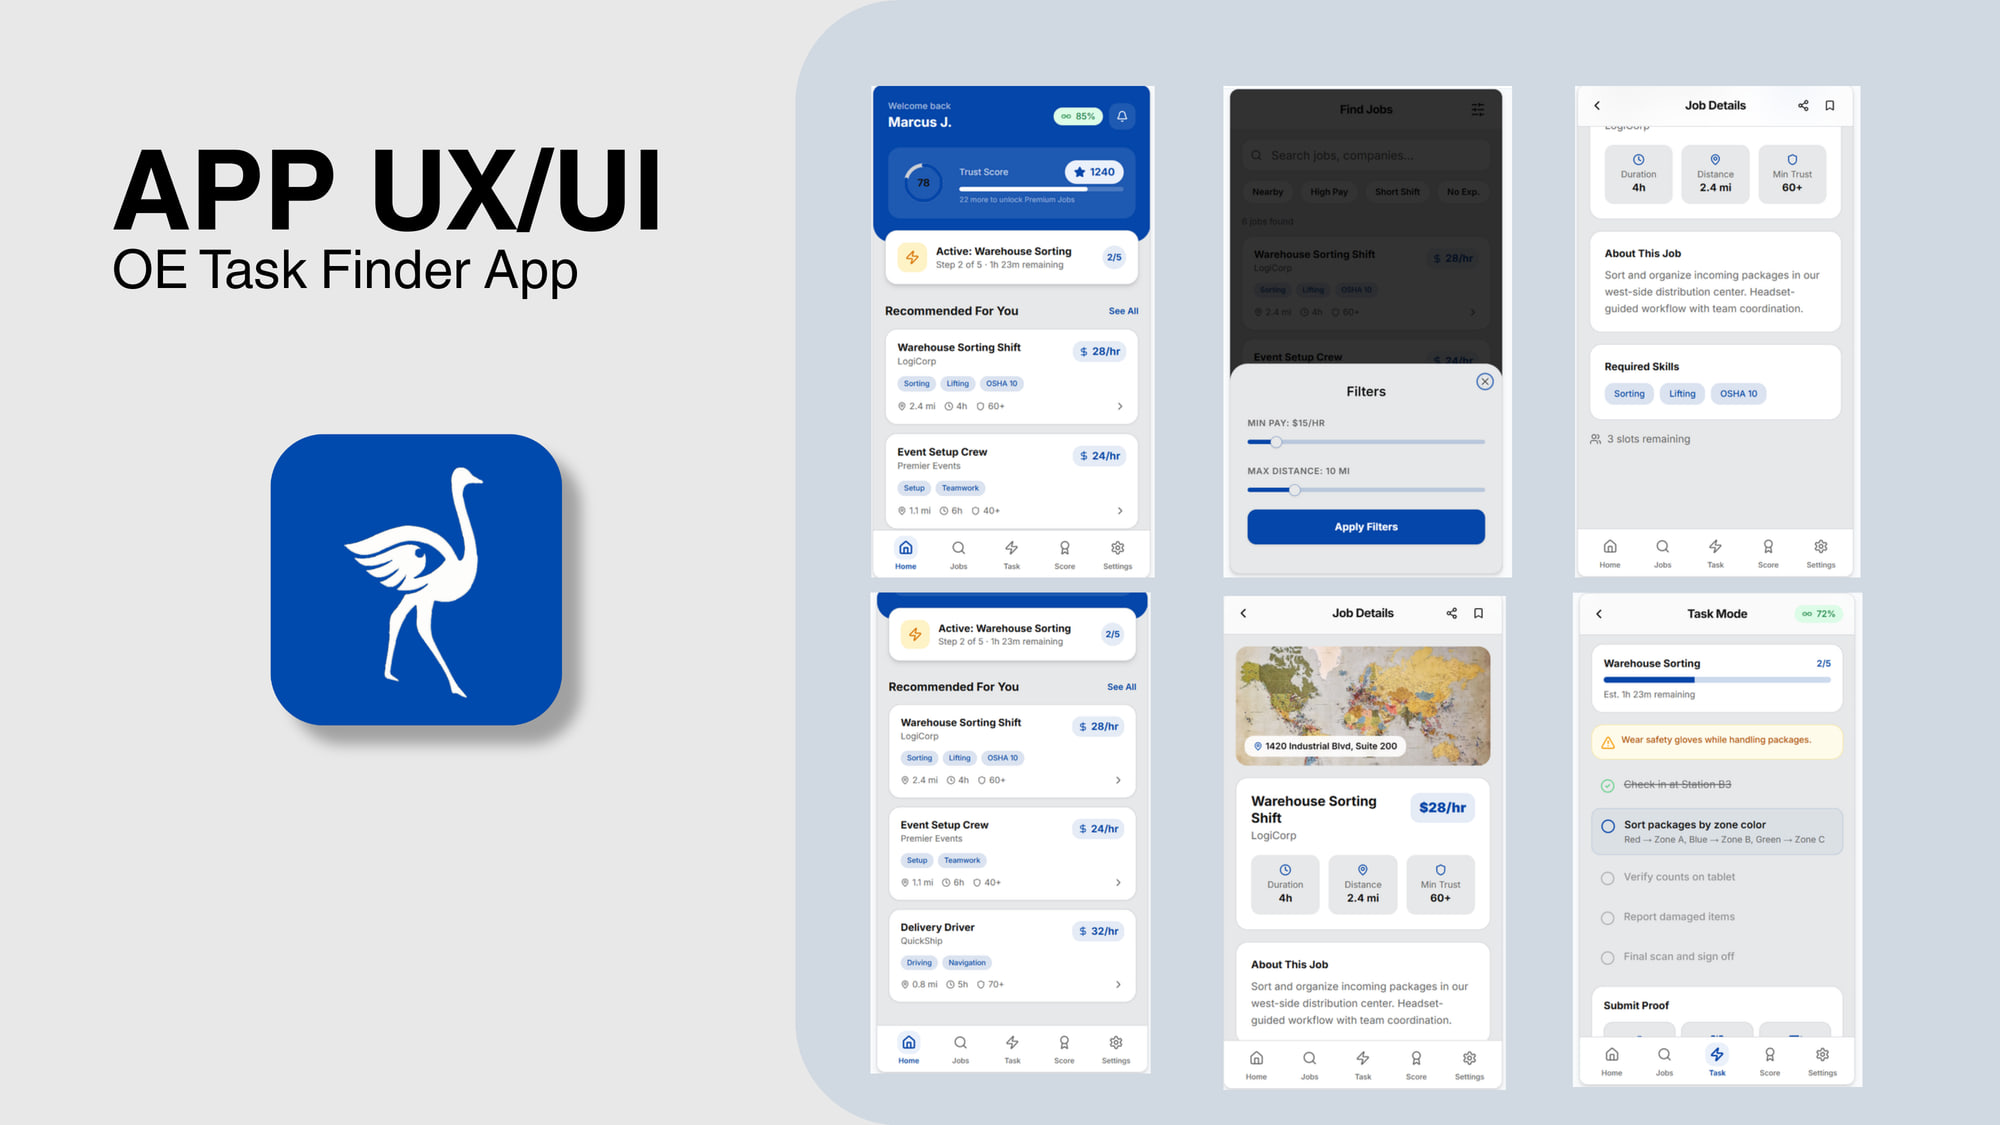 APP UX/UI
OE Task Finder App
Welcome back
Marcus J.
85%
78
Trust Score
1240
22 more to unlock Premium Jobs
Active: Warehouse Sorting
Step 2 of 5 · 1h 23m remaining
2/5
Recommended For You
See All
Warehouse Sorting Shift
$ 28/hr
LogiCorp
Sorting Lifting OSHA 10
2.4 mi 4h 60+
Event Setup Crew
$ 24/hr
Premier Events
Setup Teamwork
1.1 mi 6h 40+
Home Jobs Task Score Settings
Find Jobs
Search jobs, companies...
Nearby High Pay Short Shift No Exp.
6 jobs found
Warehouse Sorting Shift
$ 28/hr
LogiCorp
Sorting Lifting OSHA 10
2.4 mi 4h 60+
Event Setup Crew
$ 24/hr
Filters
MIN PAY: $15/HR
MAX DISTANCE: 10 MI
Apply Filters
Job Details
LogiCorp
Duration Distance Min Trust
4h 2.4 mi 60+
About This Job
Sort and organize incoming packages in our
west-side distribution center. Headset-
guided workflow with team coordination.
Required Skills
Sorting Lifting OSHA 10
3 slots remaining
Home Jobs Task Score Settings
Active: Warehouse Sorting
Step 2 of 5 · 1h 23m remaining
2/5
Recommended For You
See All
Warehouse Sorting Shift
$ 28/hr
LogiCorp
Sorting Lifting OSHA 10
2.4 mi 4h 60+
Event Setup Crew
$ 24/hr
Premier Events
Setup Teamwork
1.1 mi 6h 40+
Delivery Driver
$ 32/hr
QuickShip
Driving Navigation
0.8 mi 5h 70+
Home Jobs Task Score Settings
Job Details
1420 Industrial Blvd, Suite 200
Warehouse Sorting
Shift
$28/hr
LogiCorp
Duration Distance Min Trust
4h 2.4 mi 60+
About This Job
Sort and organize incoming packages in our
west-side distribution center. Headset-
guided workflow with team coordination.
Home Jobs Task Score Settings
Task Mode
72%
Warehouse Sorting
2/5
Est. 1h 23m remaining
Wear safety gloves while handling packages.
Check in at Station B3
Sort packages by zone color
Red → Zone A, Blue → Zone B, Green → Zone C
Verify counts on tablet
Report damaged items
Final scan and sign off
Submit Proof
Home Jobs Task Score Settings